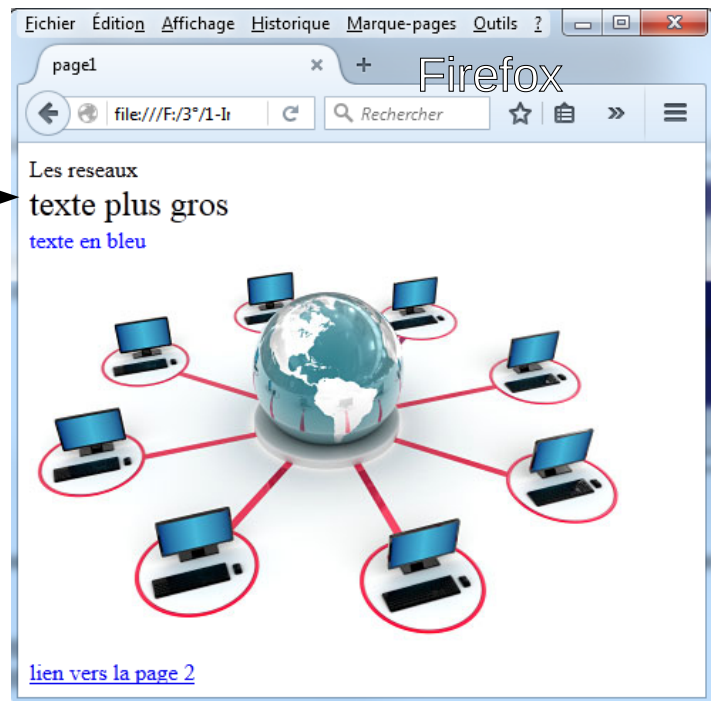 Fichier Édition Affichage Historique Marque-pages Outils ?
page1
Firefox
file:///F:/3°/1-Ir
Rechercher
Les reseaux
texte plus gros
texte en bleu
lien vers la page 2